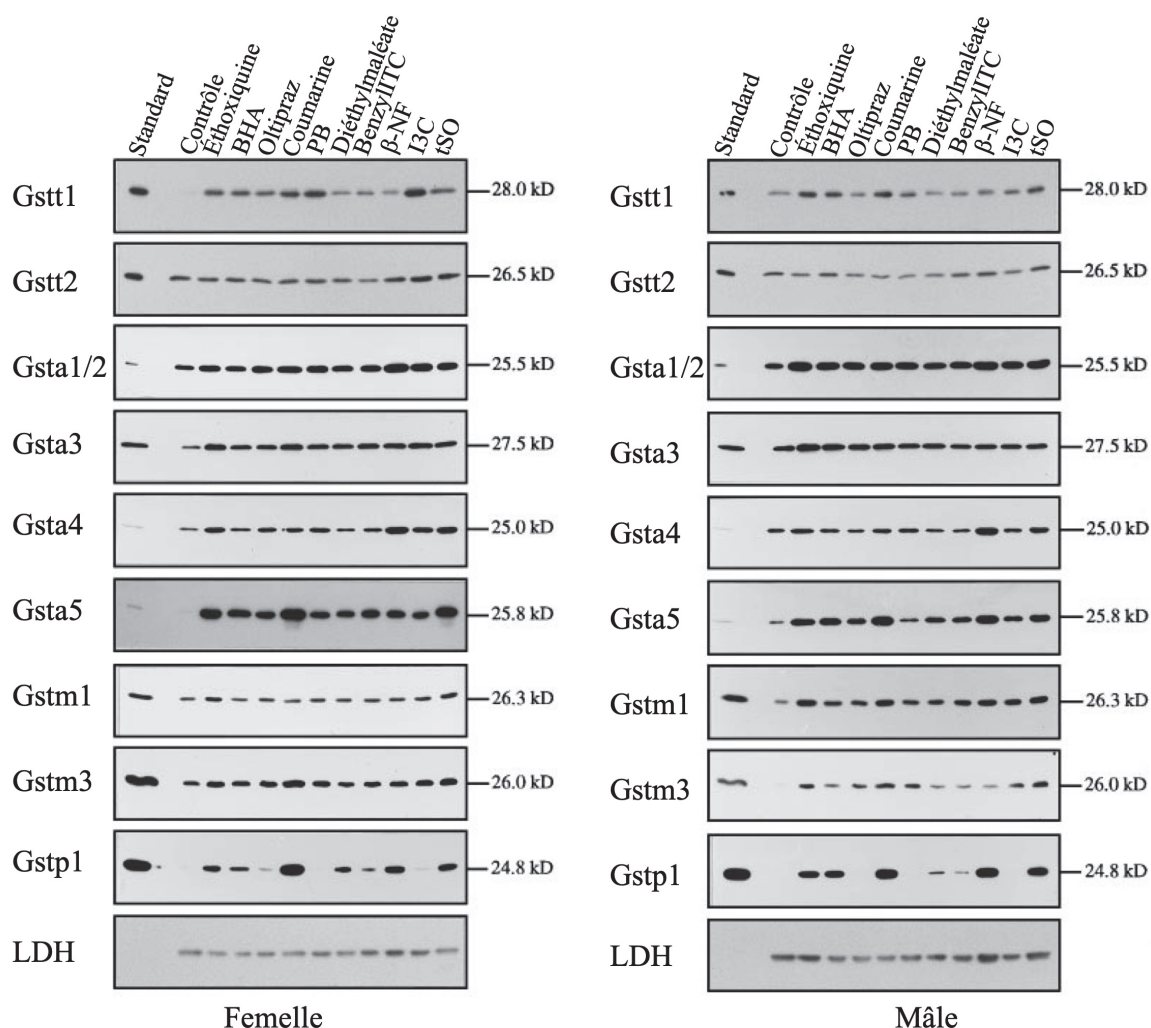 Standard
Contrôle
Éthoxiquine
BHA
Oltipraz
Coumarine
PB
Diéthylmaléate
BenzylITC
β-NF
I3C
tSO
Gstt1
28.0 kD
Gstt2
26.5 kD
Gsta1/2
25.5 kD
Gsta3
27.5 kD
Gsta4
25.0 kD
Gsta5
25.8 kD
Gstm1
26.3 kD
Gstm3
26.0 kD
Gstp1
24.8 kD
LDH
Femelle
Standard
Contrôle
Éthoxiquine
BHA
Oltipraz
Coumarine
PB
Diéthylmaléate
BenzylITC
β-NF
I3C
tSO
Gstt1
28.0 kD
Gstt2
26.5 kD
Gsta1/2
25.5 kD
Gsta3
27.5 kD
Gsta4
25.0 kD
Gsta5
25.8 kD
Gstm1
26.3 kD
Gstm3
26.0 kD
Gstp1
24.8 kD
LDH
Mâle